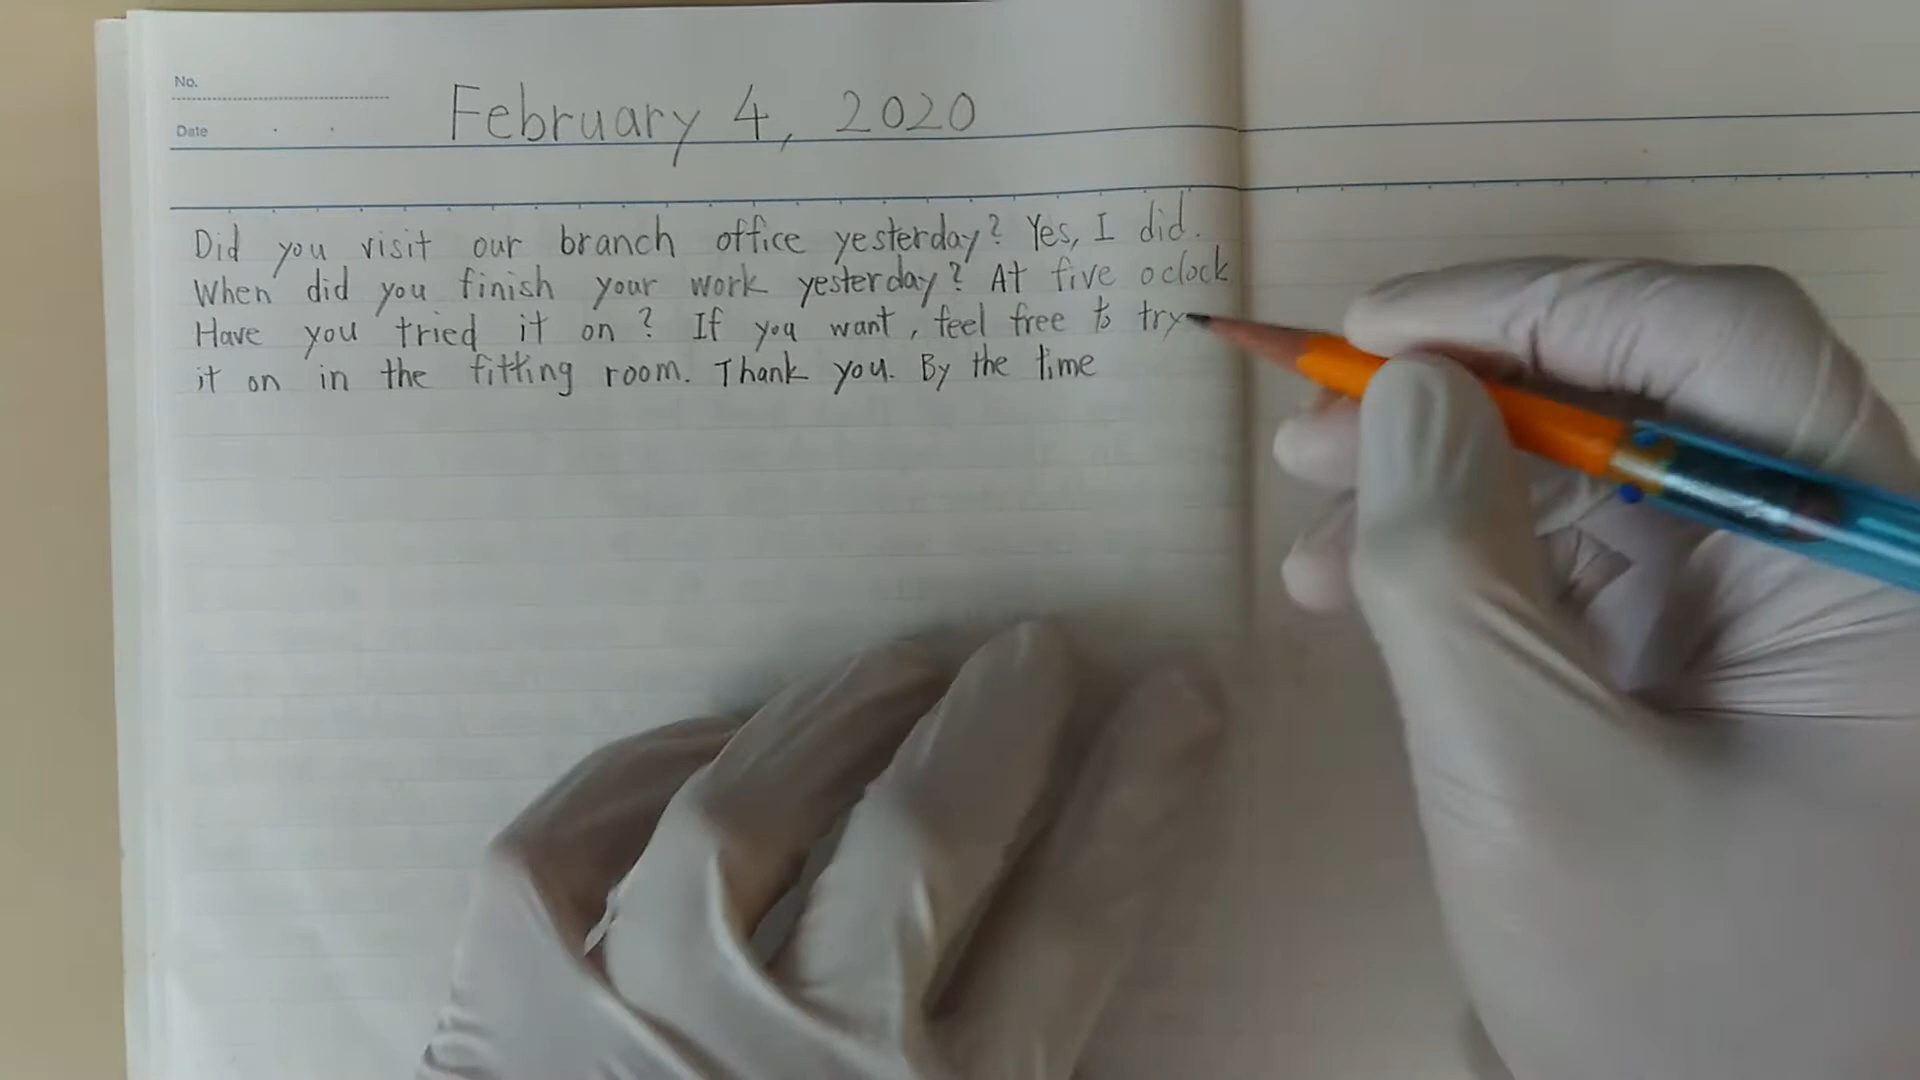 No.
February 4, 2020
Date
Did you visit our branch office yesterday? Yes, I did.
When did you finish your work yesterday? At five oclock
Have you tried it on? If you want, feel free to try
it on in the fitting room. Thank you. By the time